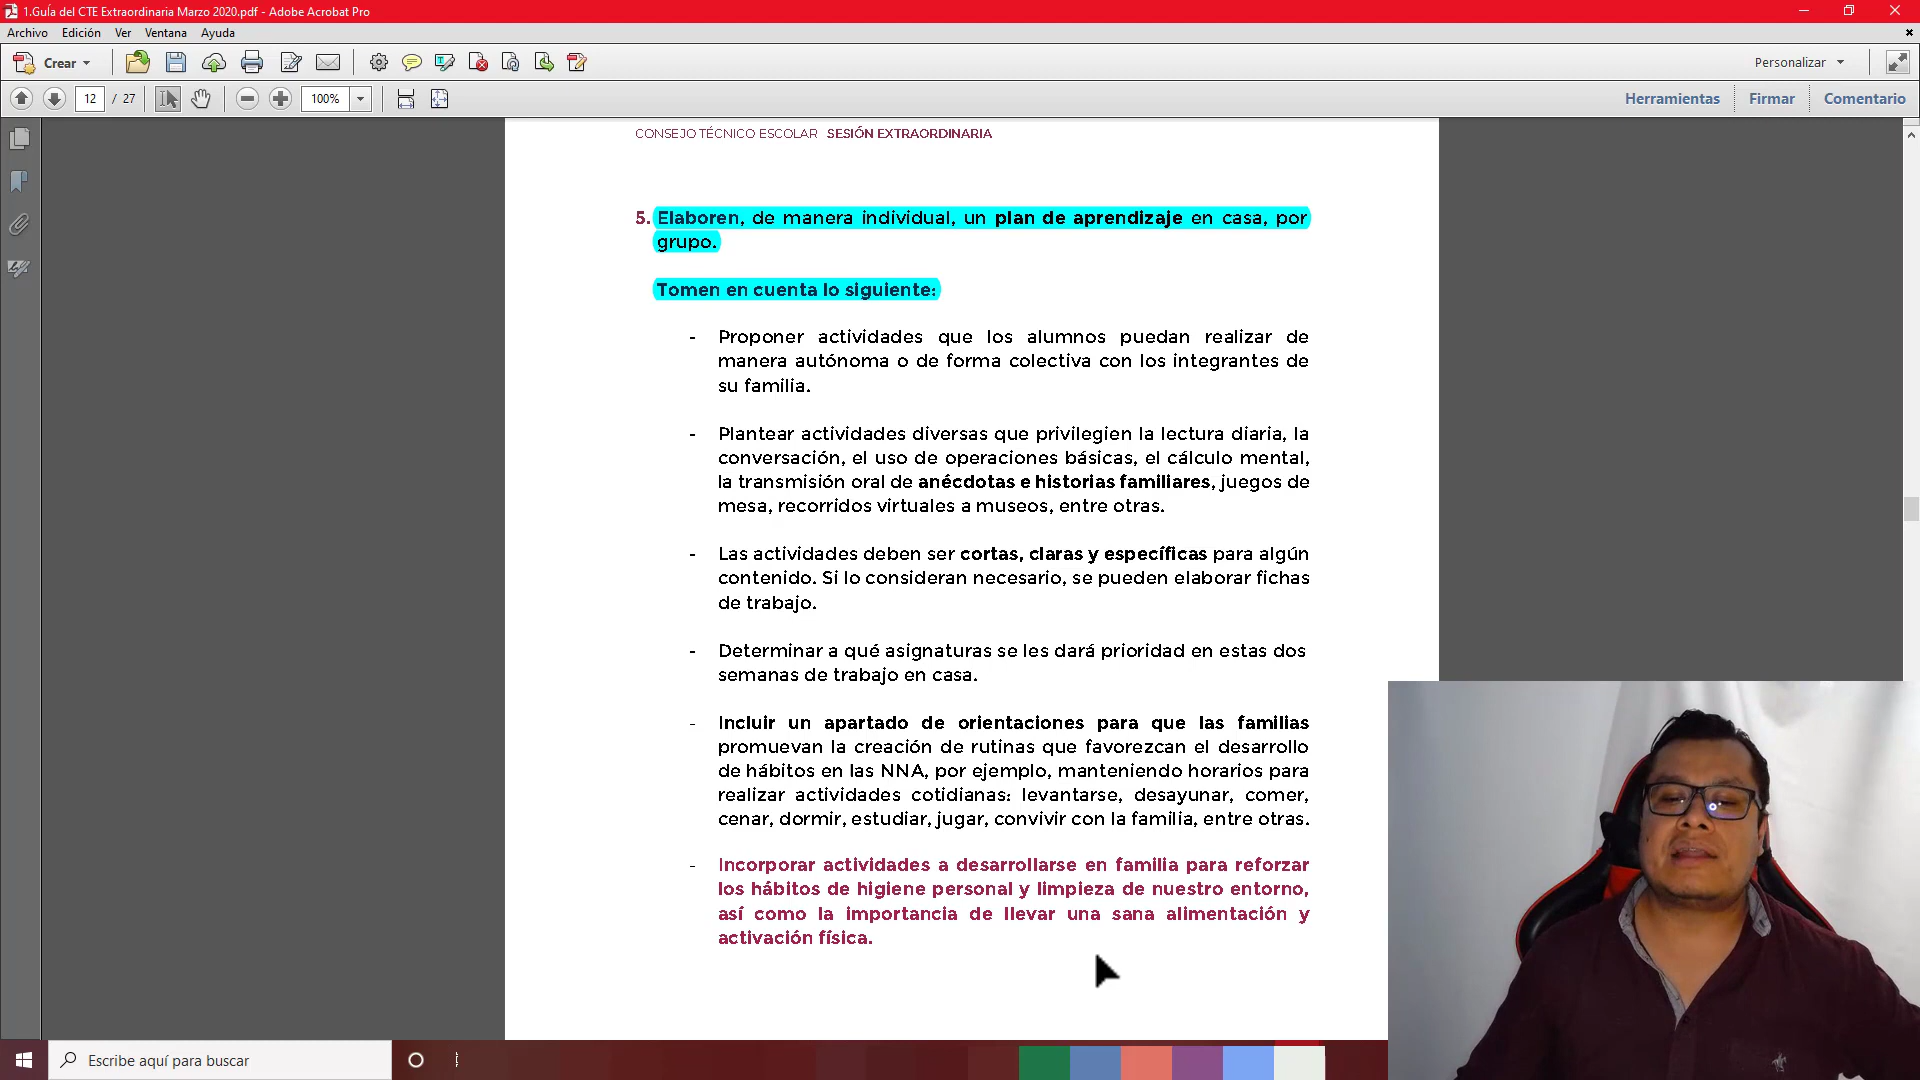 1.Guía del CTE Extraordinaria Marzo 2020.pdf - Adobe Acrobat Pro
Archivo Edición Ver Ventana Ayuda
Crear
Personalizar
12 / 27
100%
Herramientas Firmar Comentario
CONSEJO TÉCNICO ESCOLAR SESIÓN EXTRAORDINARIA
5. Elaboren, de manera individual, un plan de aprendizaje en casa, por
grupo.
Tomen en cuenta lo siguiente:
- Proponer actividades que los alumnos puedan realizar de
manera autónoma o de forma colectiva con los integrantes de
su familia.
- Plantear actividades diversas que privilegien la lectura diaria, la
conversación, el uso de operaciones básicas, el cálculo mental,
la transmisión oral de anécdotas e historias familiares, juegos de
mesa, recorridos virtuales a museos, entre otras.
- Las actividades deben ser cortas, claras y específicas para algún
contenido. Si lo consideran necesario, se pueden elaborar fichas
de trabajo.
- Determinar a qué asignaturas se les dará prioridad en estas dos
semanas de trabajo en casa.
- Incluir un apartado de orientaciones para que las familias
promuevan la creación de rutinas que favorezcan el desarrollo
de hábitos en las NNA, por ejemplo, manteniendo horarios para
realizar actividades cotidianas: levantarse, desayunar, comer,
cenar, dormir, estudiar, jugar, convivir con la familia, entre otras.
- Incorporar actividades a desarrollarse en familia para reforzar
los hábitos de higiene personal y limpieza de nuestro entorno,
así como la importancia de llevar una sana alimentación y
activación física.
Escribe aquí para buscar